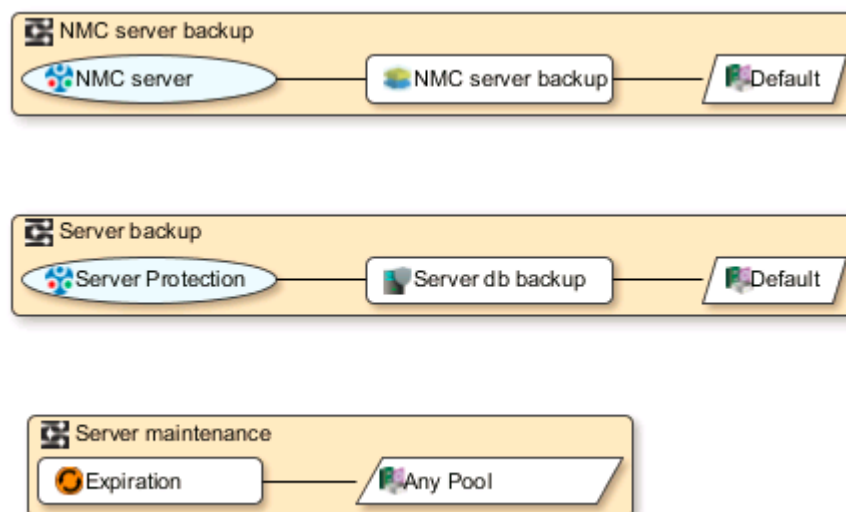 NMC server backup
NMC server
NMC server backup
Default
Server backup
Server Protection
Server db backup
Default
Server maintenance
Expiration
Any Pool